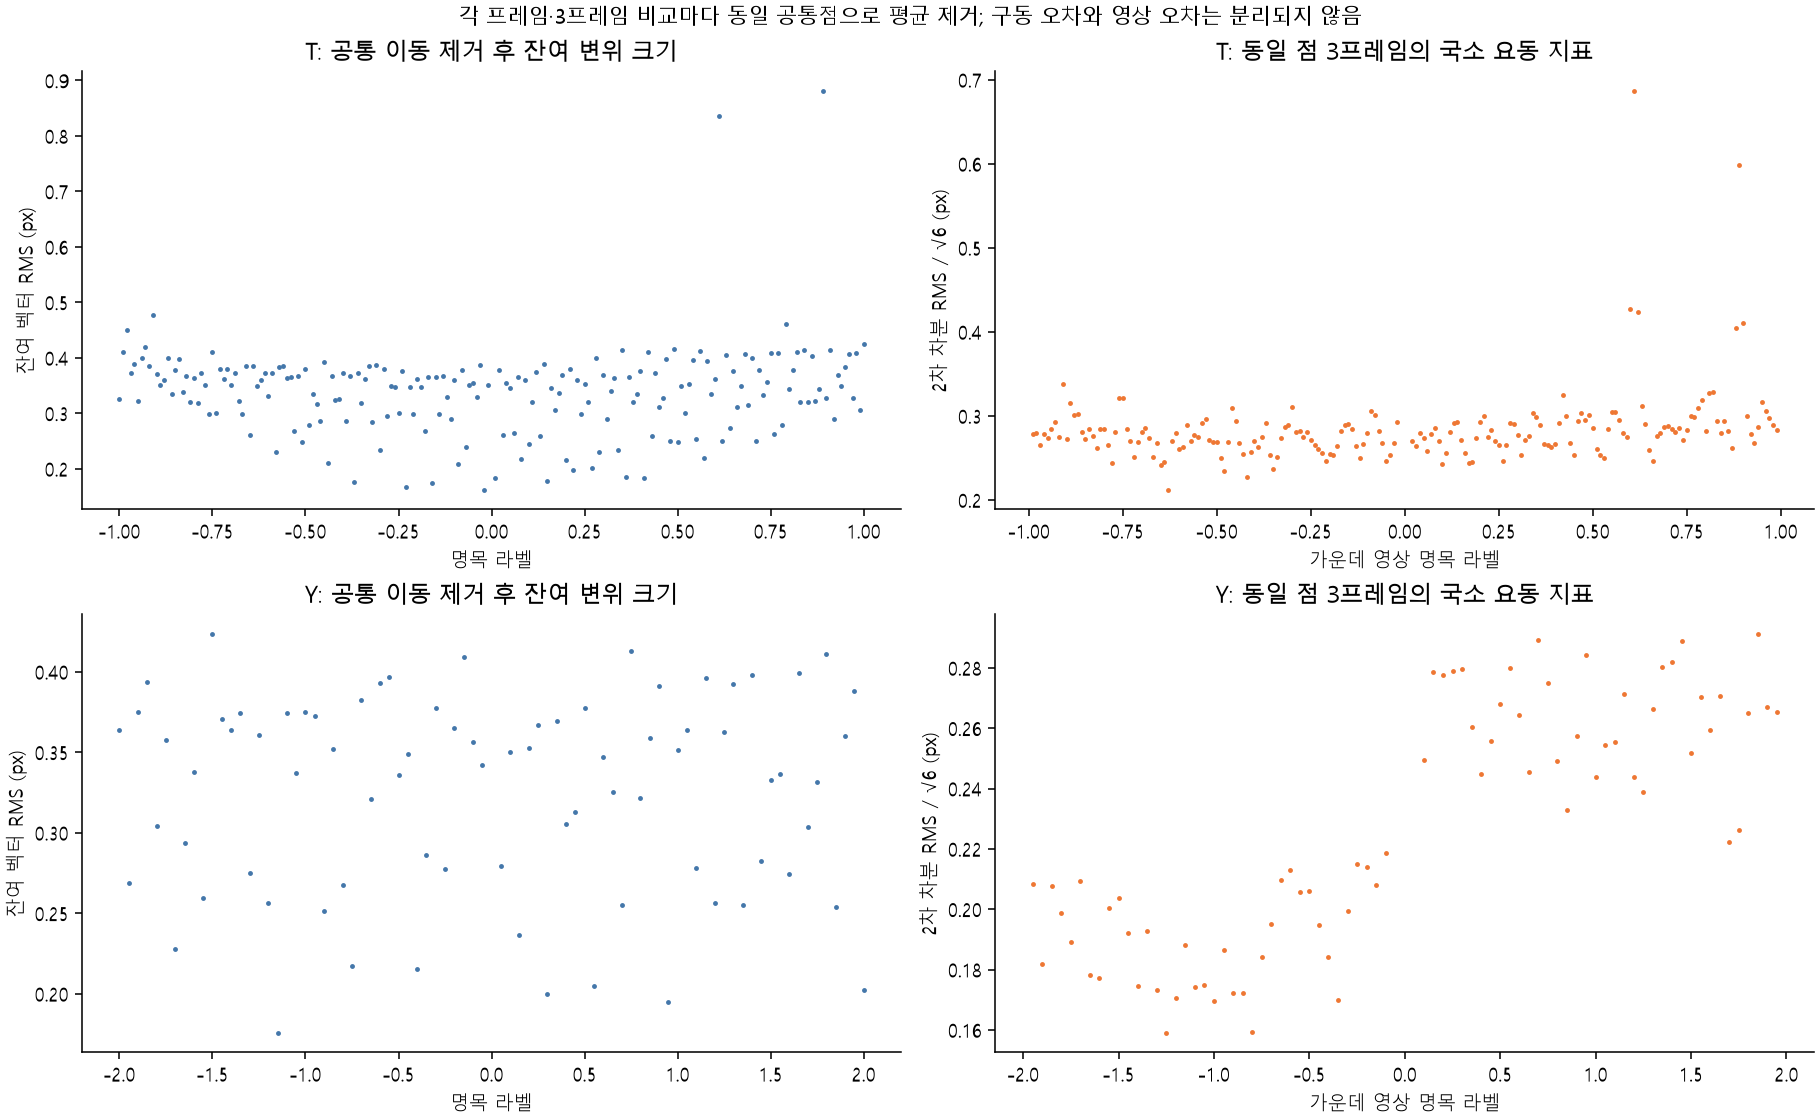 각 프레임·3프레임 비교마다 동일 공통점으로 평균 제거; 구동 오차와 영상 오차는 분리되지 않음
T: 공통 이동 제거 후 잔여 변위 크기
잔여 벡터 RMS (px)
0.9
0.8
0.7
0.6
0.5
0.4
0.3
0.2
-1.00 -0.75 -0.50 -0.25 0.00 0.25 0.50 0.75 1.00
명목 라벨
T: 동일 점 3프레임의 국소 요동 지표
2차 차분 RMS / √6 (px)
0.7
0.6
0.5
0.4
0.3
0.2
-1.00 -0.75 -0.50 -0.25 0.00 0.25 0.50 0.75 1.00
가운데 영상 명목 라벨
Y: 공통 이동 제거 후 잔여 변위 크기
잔여 벡터 RMS (px)
0.40
0.35
0.30
0.25
0.20
-2.0 -1.5 -1.0 -0.5 0.0 0.5 1.0 1.5 2.0
명목 라벨
Y: 동일 점 3프레임의 국소 요동 지표
2차 차분 RMS / √6 (px)
0.28
0.26
0.24
0.22
0.20
0.18
0.16
-2.0 -1.5 -1.0 -0.5 0.0 0.5 1.0 1.5 2.0
가운데 영상 명목 라벨